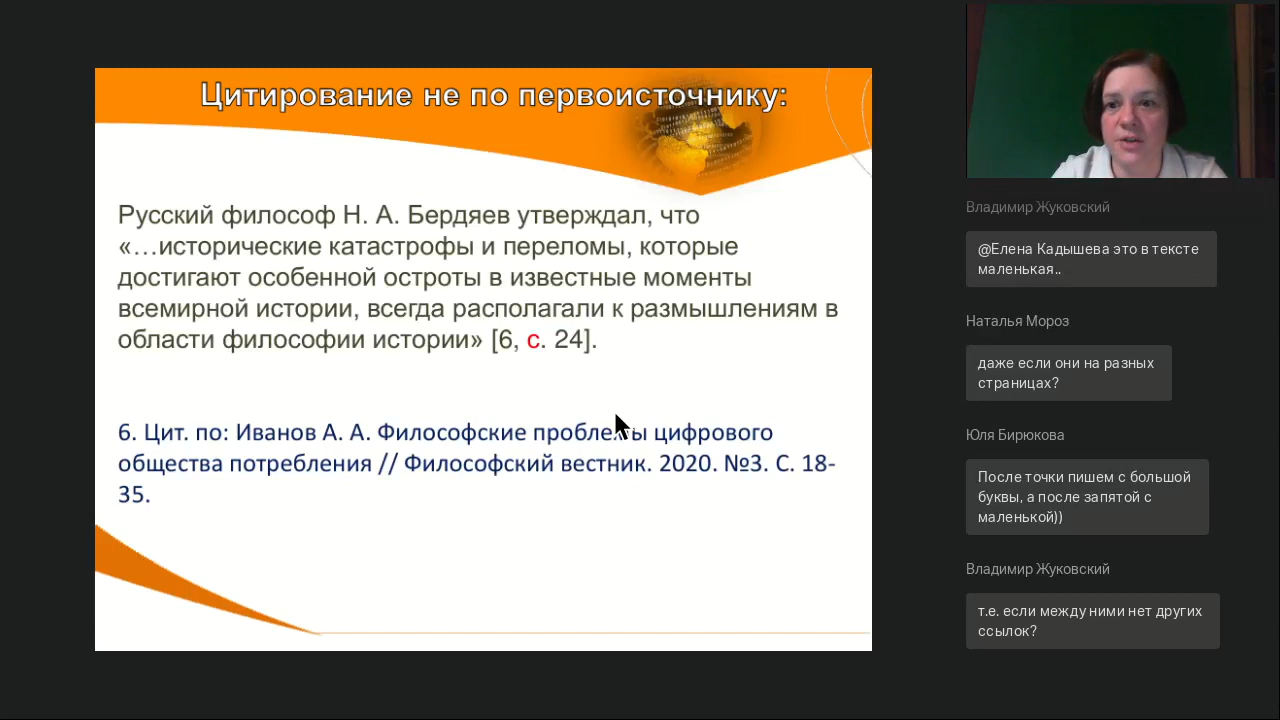 Цитирование не по первоисточнику:
Русский философ Н. А. Бердяев утверждал, что
«…исторические катастрофы и переломы, которые
достигают особенной остроты в известные моменты
всемирной истории, всегда располагали к размышлениям в
области философии истории» [6, с. 24].
6. Цит. по: Иванов А. А. Философские проблемы цифрового
общества потребления // Философский вестник. 2020. №3. С. 18-
35.
Владимир Жуковский
@Елена Кадышева это в тексте
маленькая..
Наталья Мороз
даже если они на разных
страницах?
Юля Бирюкова
После точки пишем с большой
буквы, а после запятой с
маленькой))
Владимир Жуковский
т.е. если между ними нет других
ссылок?